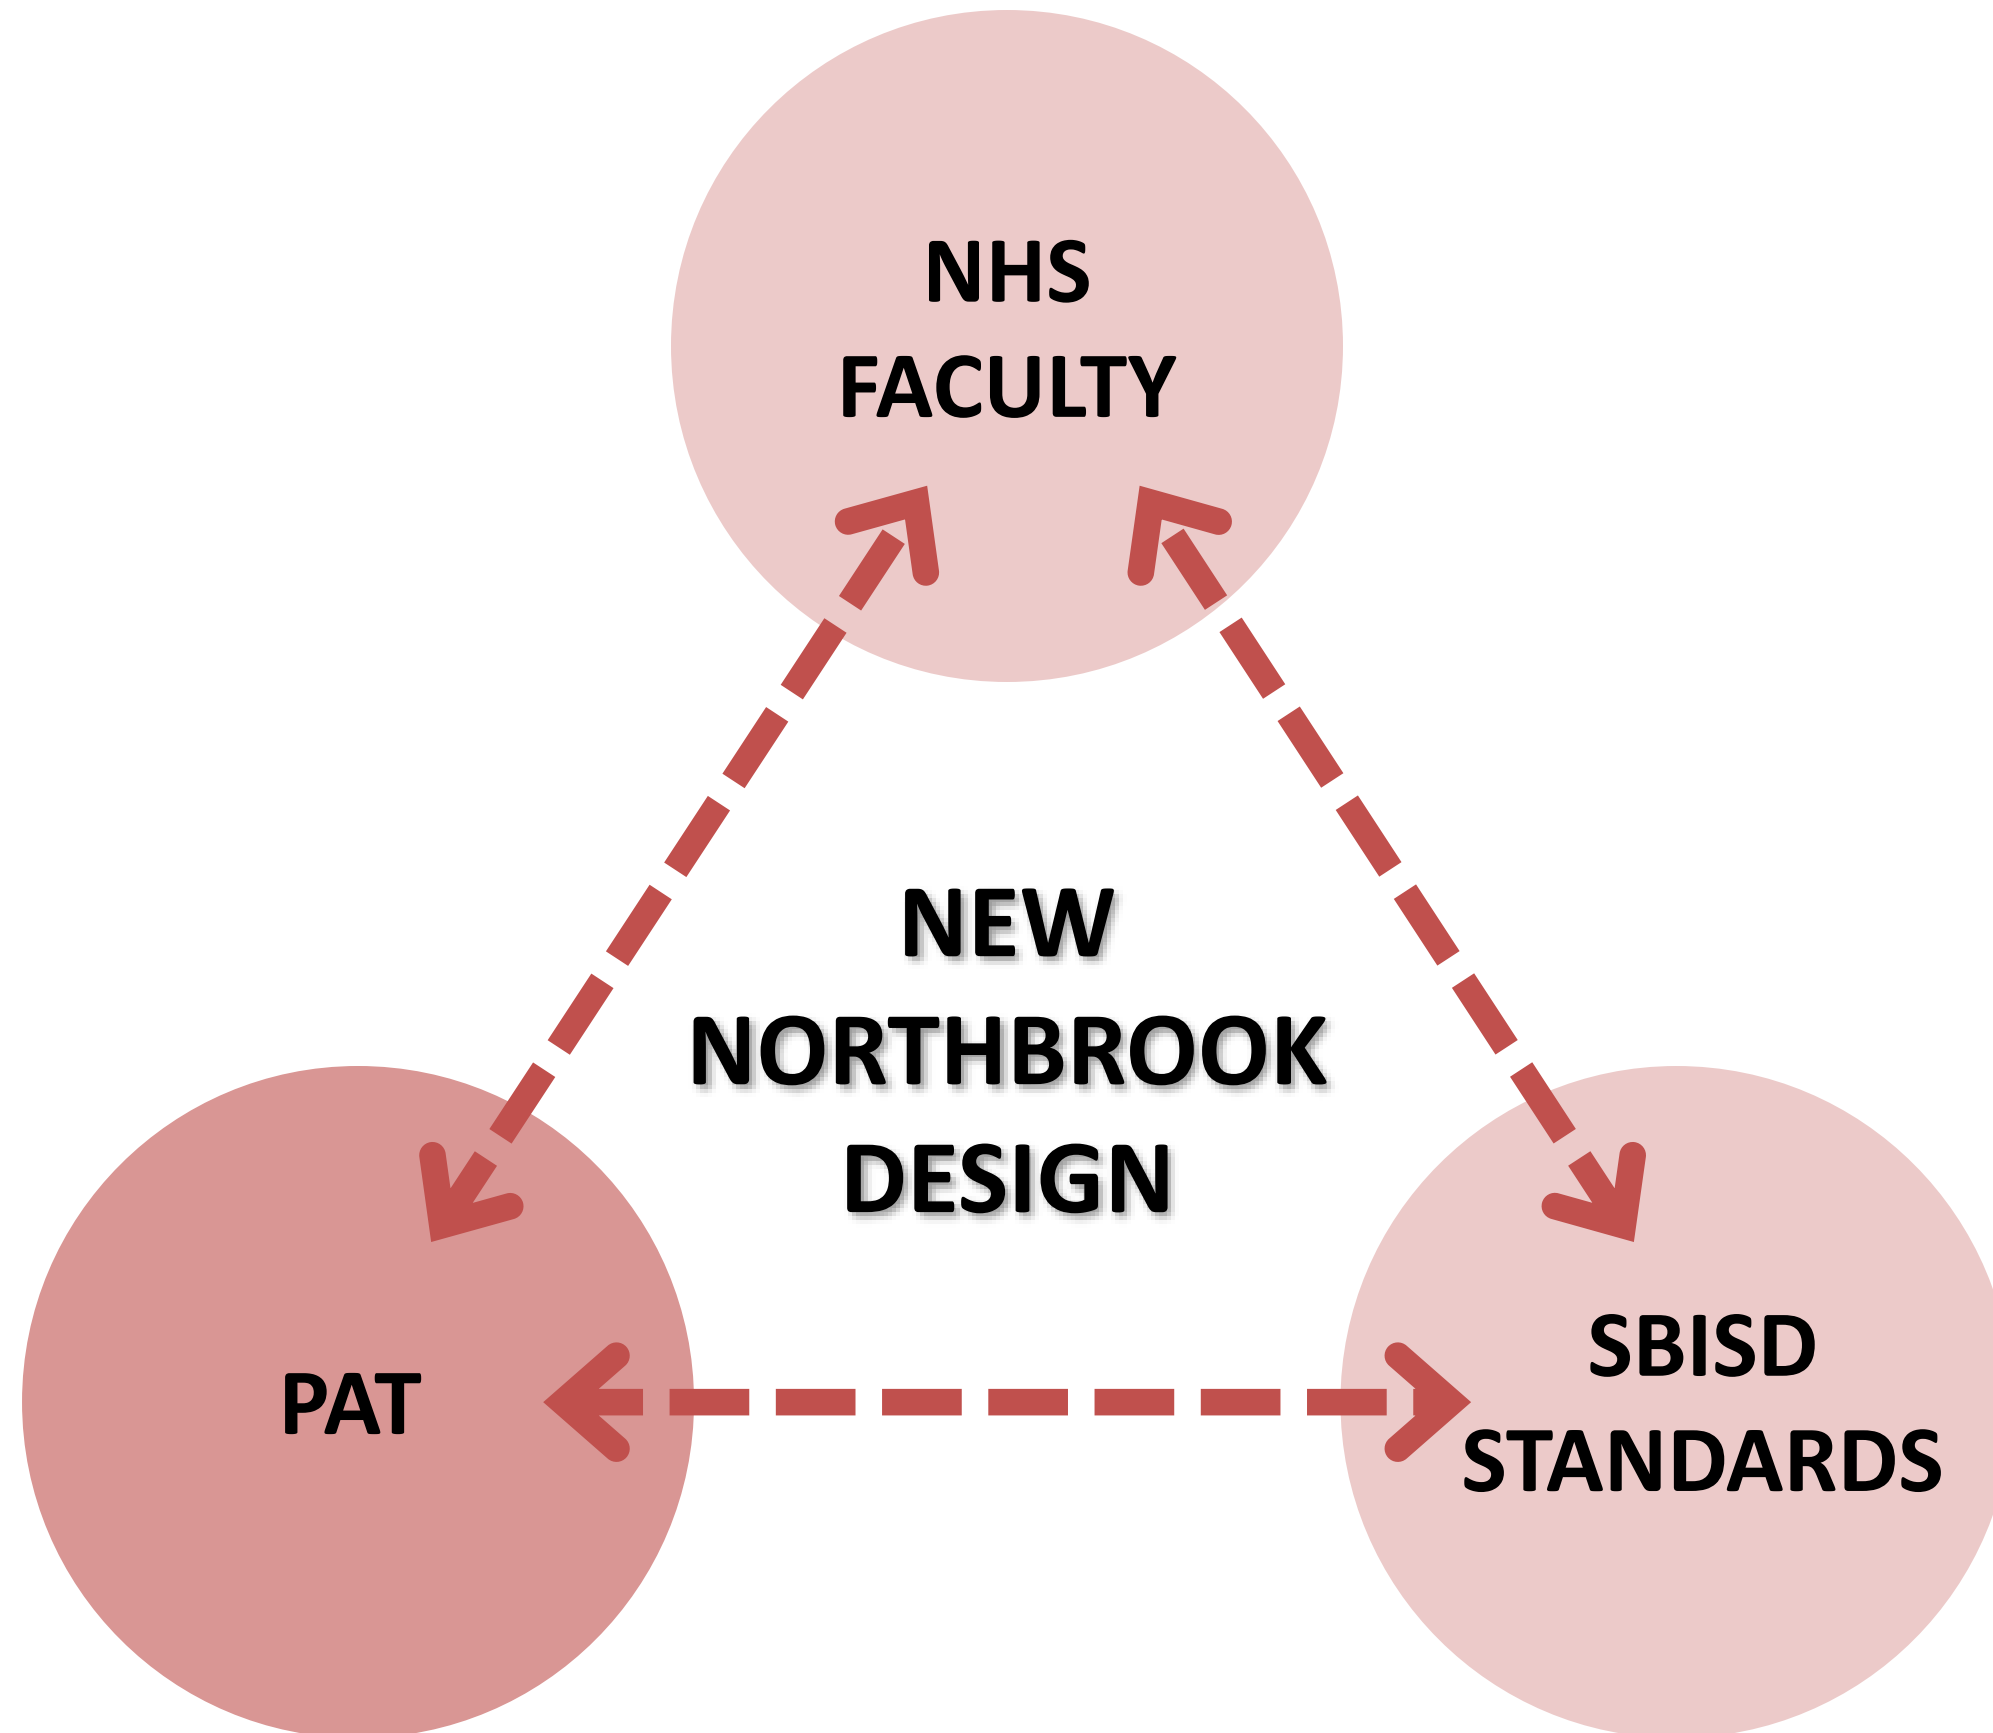 NHS
FACULTY
NEW
NORTHBROOK
DESIGN
PAT
SBISD
STANDARDS